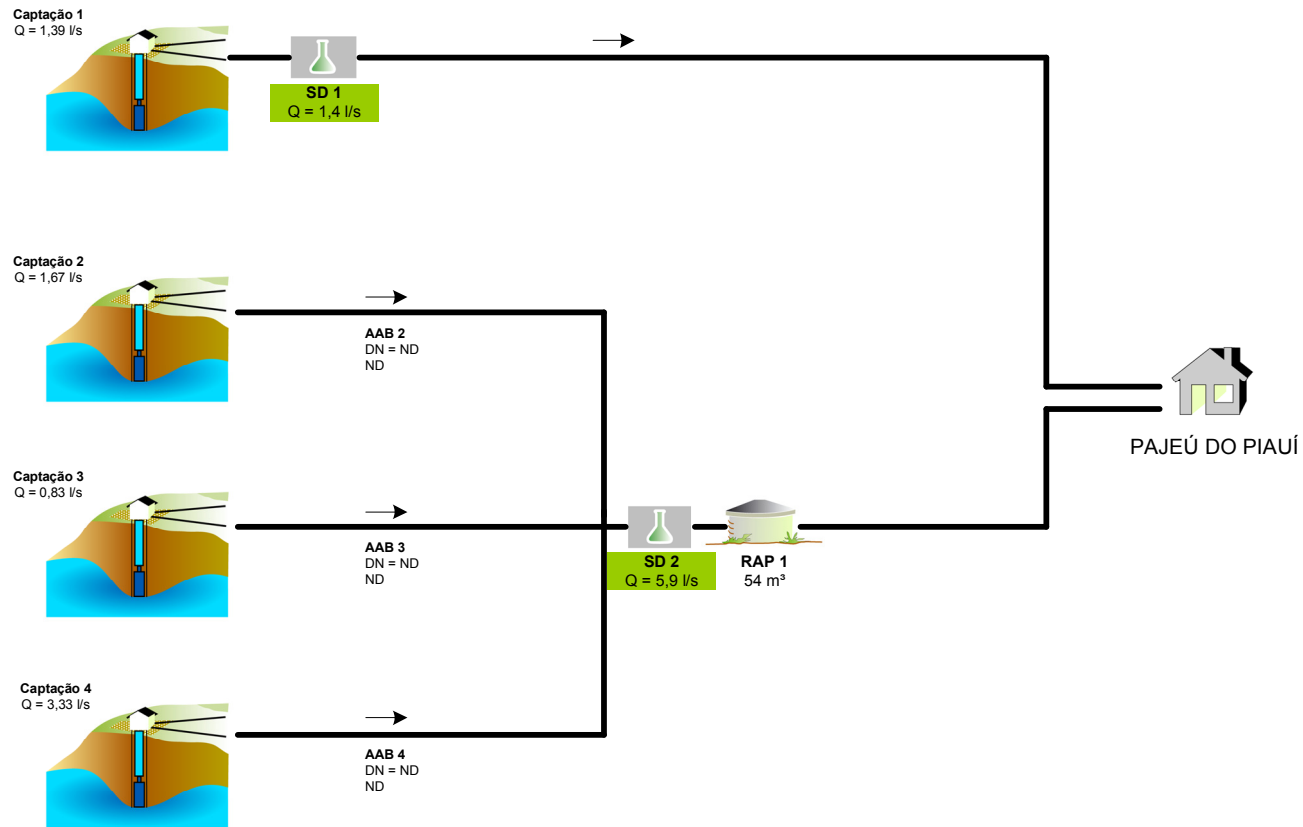 Captação 1
Q = 1,39 l/s
SD 1
Q = 1,4 l/s
Captação 2
Q = 1,67 l/s
AAB 2
DN = ND
ND
PAJEÚ DO PIAUÍ
Captação 3
Q = 0,83 l/s
AAB 3
DN = ND
ND
SD 2
Q = 5,9 l/s
RAP 1
54 m³
Captação 4
Q = 3,33 l/s
AAB 4
DN = ND
ND